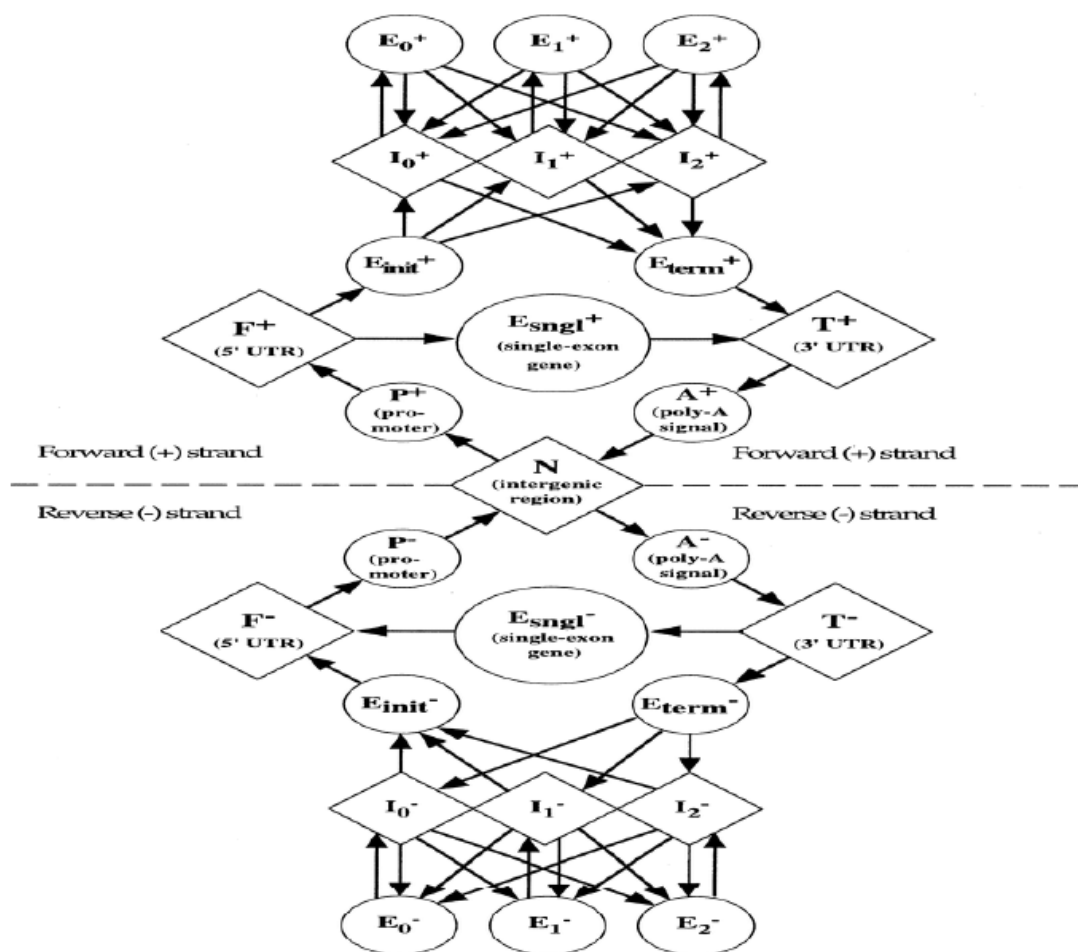 E0+ E1+ E2+
I0+ I1+ I2+
Einit+ Eterm+
F+ Esngl+ T+
(5' UTR) (single-exon (3' UTR)
gene)
P+ A+
(pro- (poly-A
moter) signal)
Forward (+) strand N Forward (+) strand
(intergenic
region)
Reverse (-) strand Reverse (-) strand
P- A-
(pro- (poly-A
moter) signal)
F- Esngl- T-
(5' UTR) (single-exon (3' UTR)
gene)
Einit- Eterm-
I0- I1- I2-
E0- E1- E2-